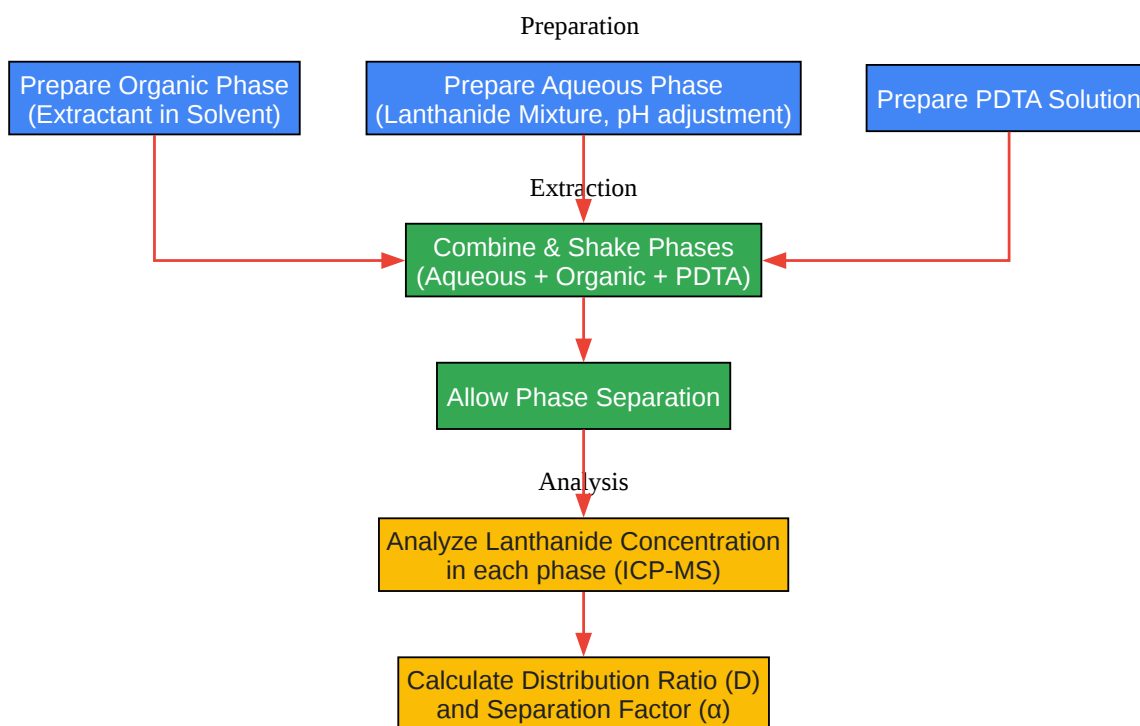 Preparation
Prepare Organic Phase
(Extractant in Solvent)
Prepare Aqueous Phase
(Lanthanide Mixture, pH adjustment)
Prepare PDTA Solution
Extraction
Combine & Shake Phases
(Aqueous + Organic + PDTA)
Allow Phase Separation
Analysis
Analyze Lanthanide Concentration
in each phase (ICP-MS)
Calculate Distribution Ratio (D)
and Separation Factor (α)